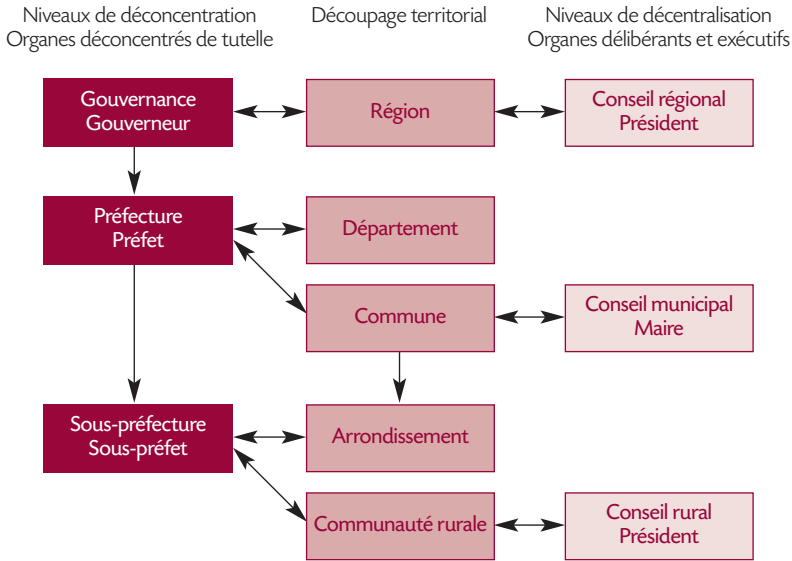 Niveaux de déconcentration
Organes déconcentrés de tutelle
Découpage territorial
Niveaux de décentralisation
Organes délibérants et exécutifs
Gouvernance
Gouverneur
Région
Conseil régional
Président
Préfecture
Préfet
Département
Commune
Conseil municipal
Maire
Sous-préfecture
Sous-préfet
Arrondissement
Communauté rurale
Conseil rural
Président